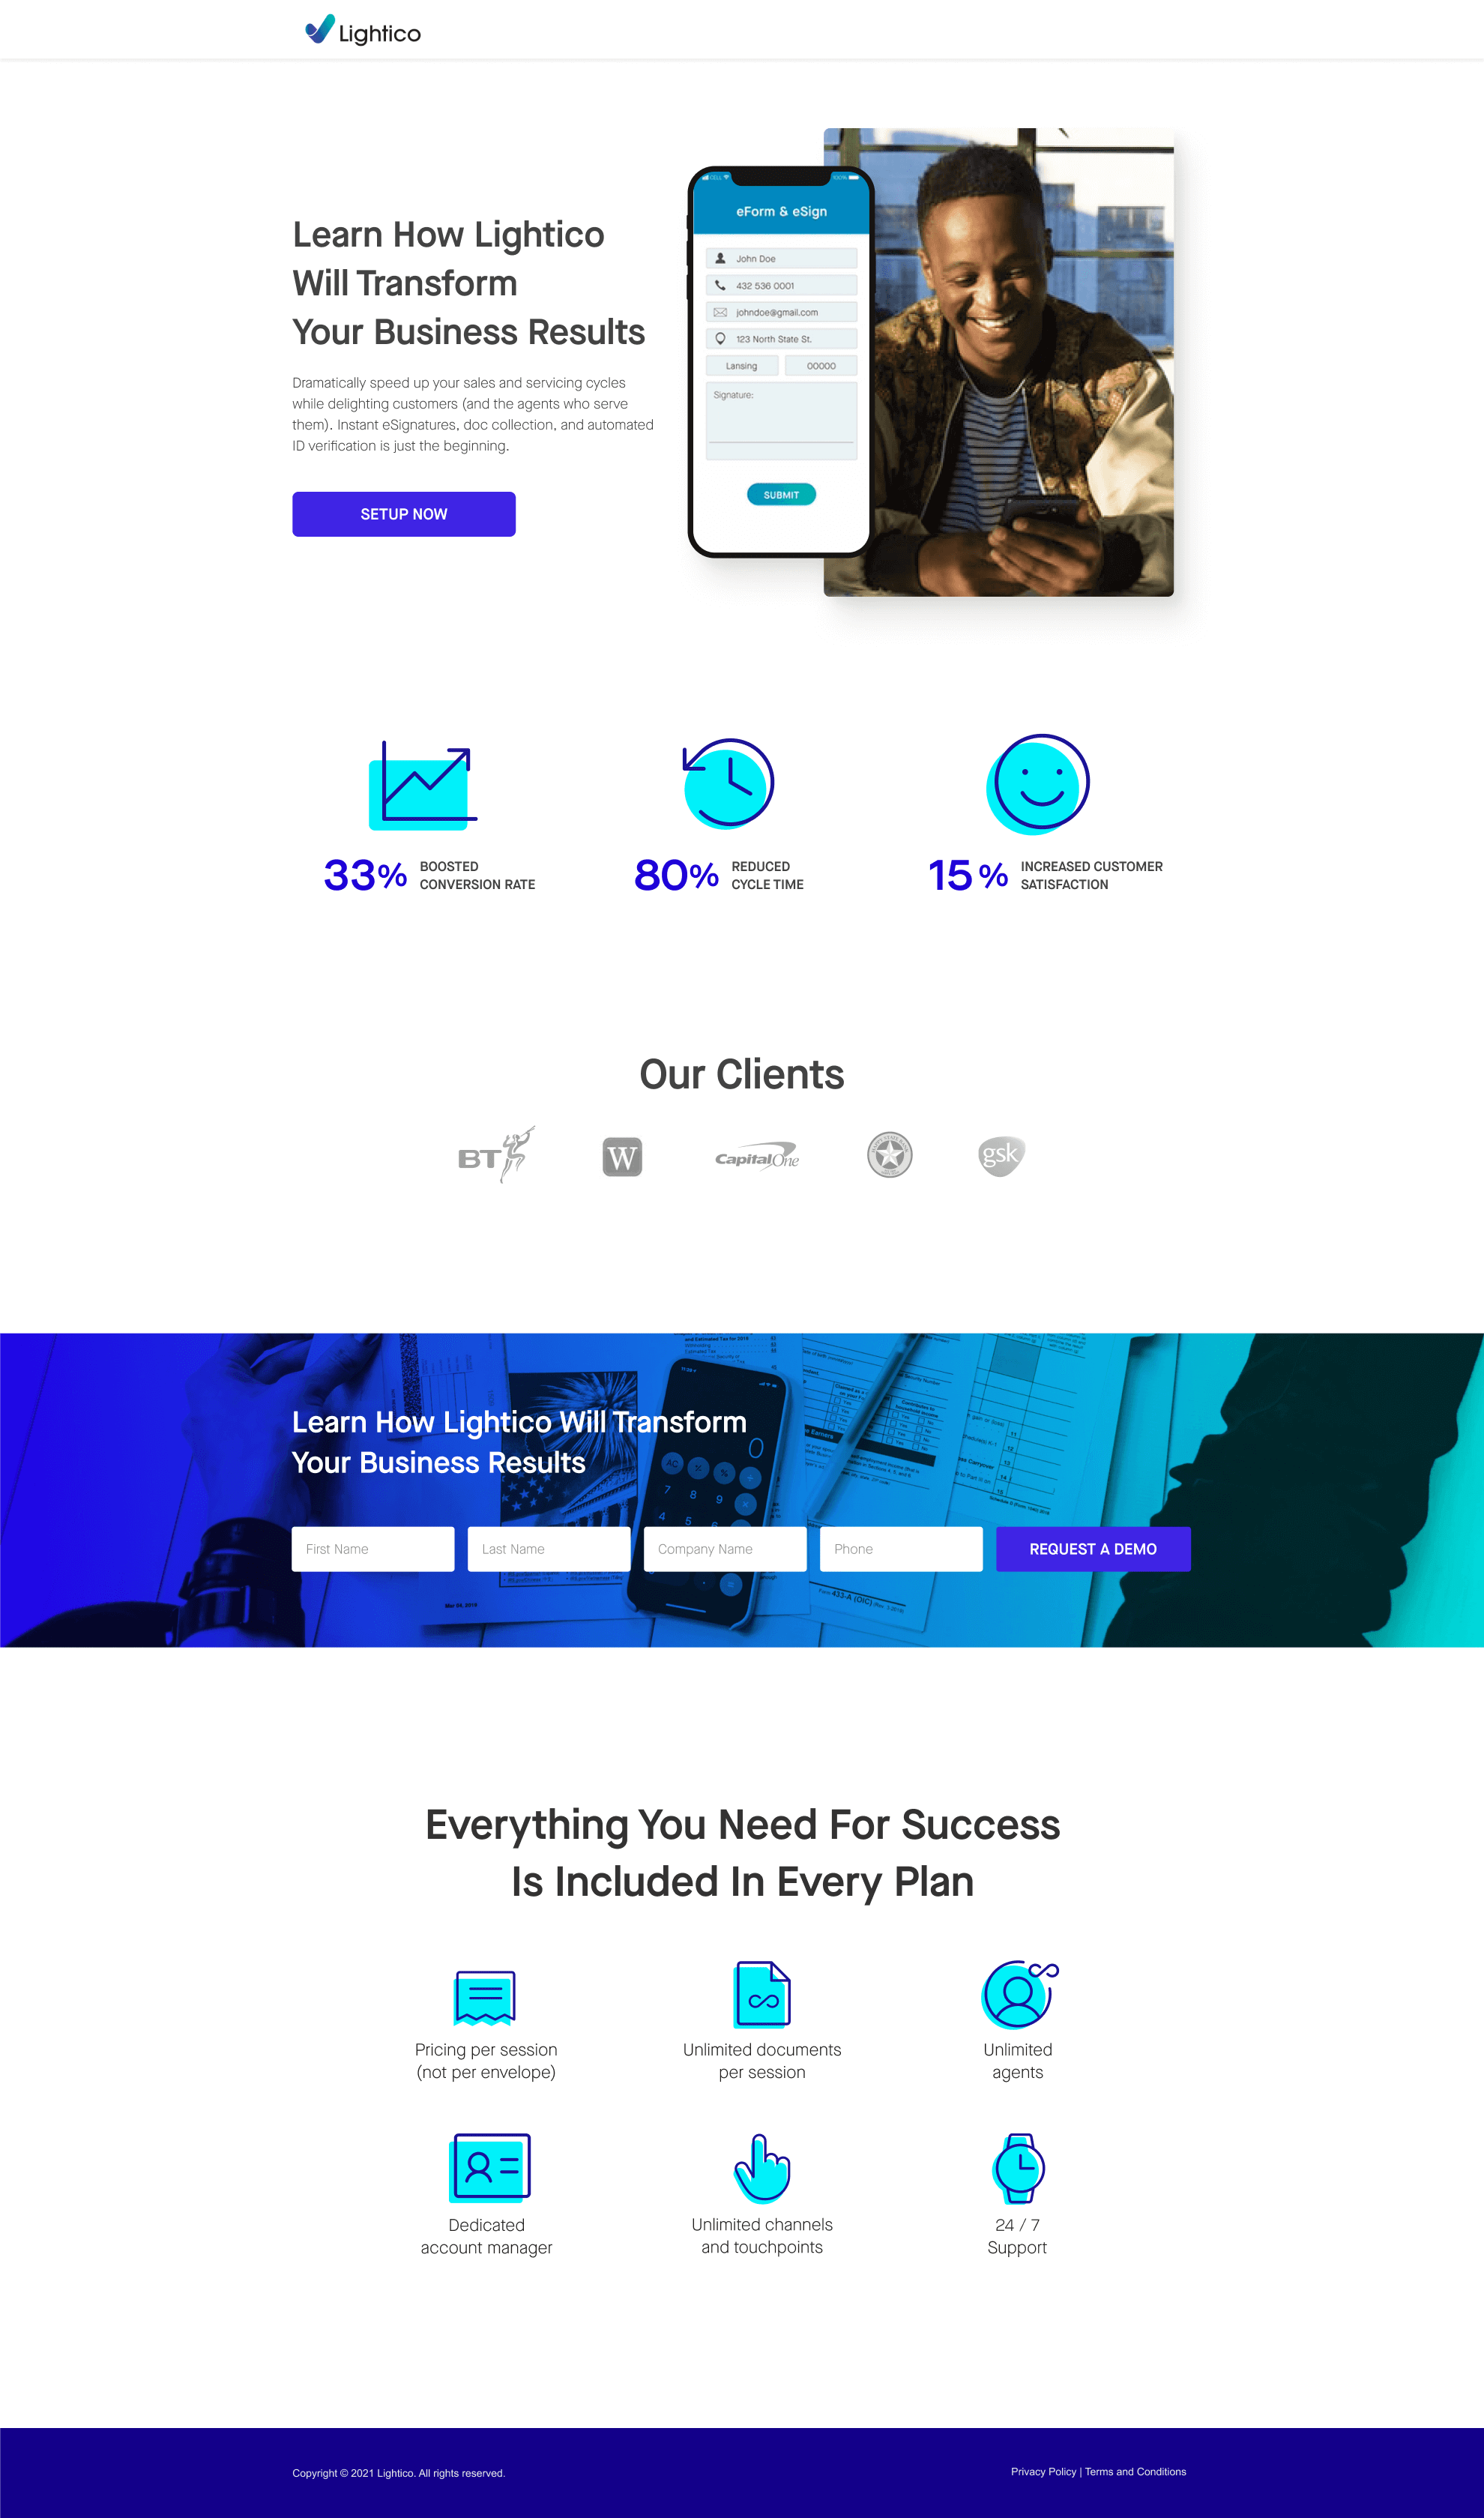 Lightico
Learn How Lightico
Will Transform
Your Business Results
Dramatically speed up your sales and servicing cycles
while delighting customers (and the agents who serve
them). Instant eSignatures, doc collection, and automated
ID verification is just the beginning.
SETUP NOW
CELL 100%
eForm & eSign
John Doe
432 536 0001
johndoe@gmail.com
123 North State St.
Lansing 00000
Signature:
SUBMIT
33% BOOSTED
CONVERSION RATE
80% REDUCED
CYCLE TIME
15% INCREASED CUSTOMER
SATISFACTION
Our Clients
BT
W
CapitalOne
gsk
Learn How Lightico Will Transform
Your Business Results
First Name
Last Name
Company Name
Phone
REQUEST A DEMO
Form 433-A (OIC)
Everything You Need For Success
Is Included In Every Plan
Pricing per session
(not per envelope)
Unlimited documents
per session
Unlimited
agents
Dedicated
account manager
Unlimited channels
and touchpoints
24 / 7
Support
Copyright © 2021 Lightico. All rights reserved.
Privacy Policy | Terms and Conditions